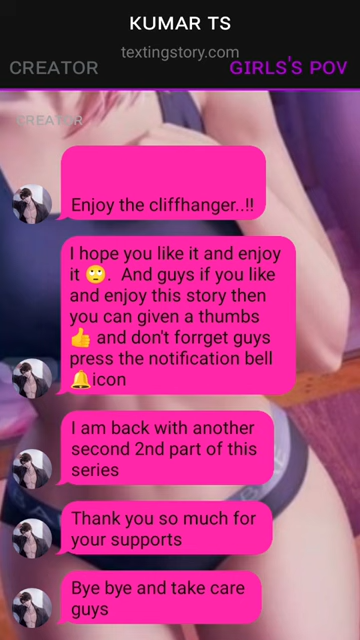 KUMAR TS
textingstory.com
CREATOR
GIRLS'S POV
CREATOR
Enjoy the cliffhanger..!!
I hope you like it and enjoy
it 🙄.  And guys if you like
and enjoy this story then
you can given a thumbs
👍 and don't forrget guys
press the notification bell
🔔icon
I am back with another
second 2nd part of this
series
Thank you so much for
your supports
Bye bye and take care
guys